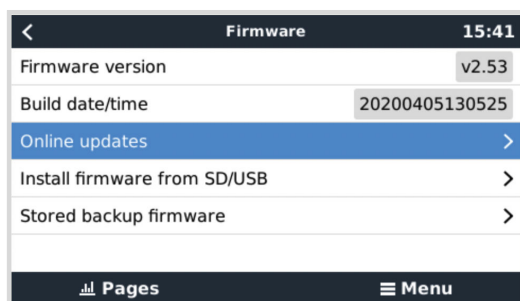 Firmware 15:41
Firmware version v2.53
Build date/time 20200405130525
Online updates
Install firmware from SD/USB
Stored backup firmware
Pages Menu